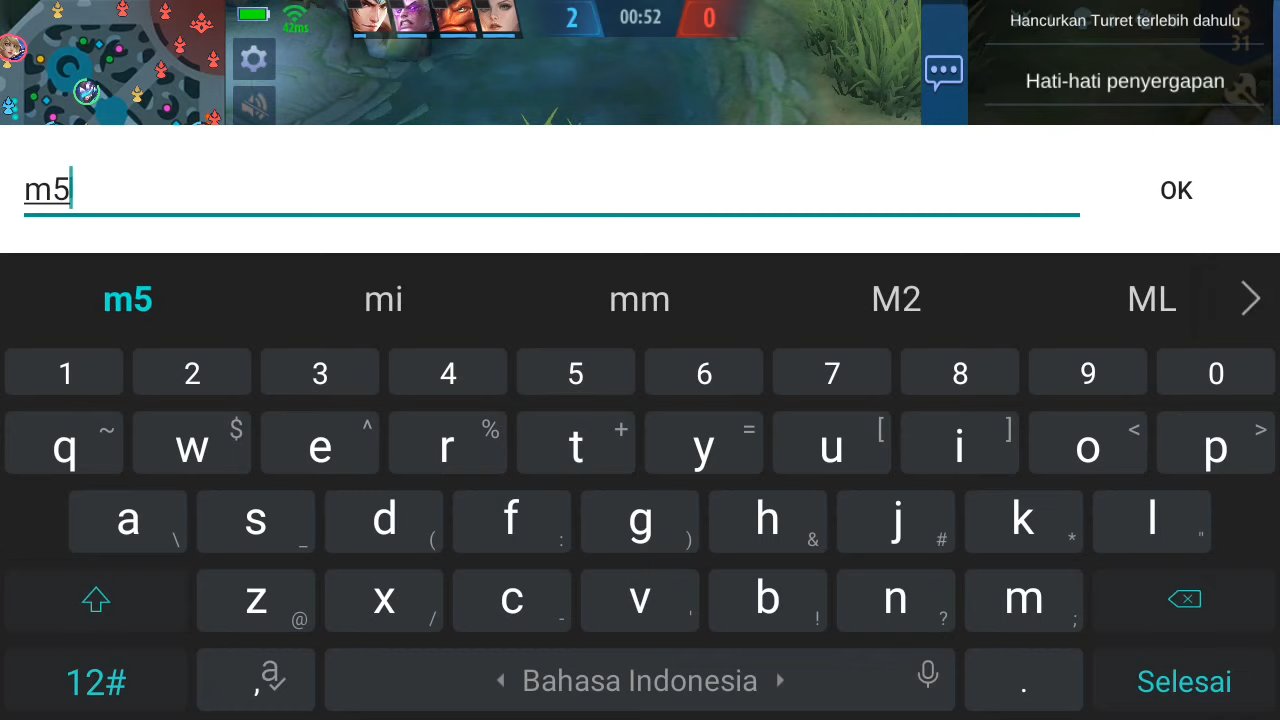 42ms
2 00:52 0
Hancurkan Turret terlebih dahulu
$
31
Hati-hati penyergapan
m5
OK
m5 mi mm M2 ML
1 2 3 4 5 6 7 8 9 0
q ~ w $ e ^ r % t + y = u [ i ] o < p >
a \ s _ d ( f : g ) h & j # k * l "
z @ x / c - v ' b ! n ? m ;
12# , a Bahasa Indonesia . Selesai